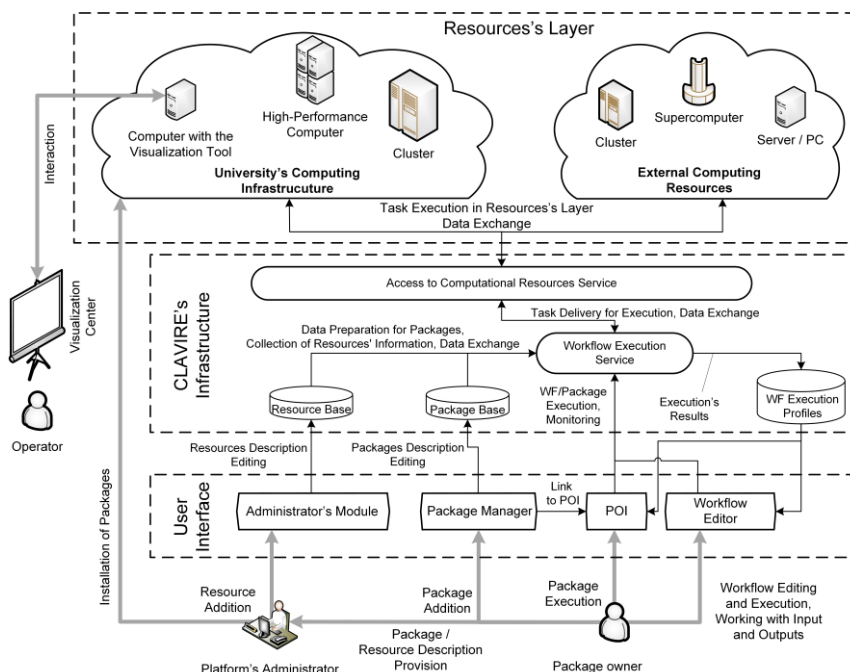 Resources's Layer
High-Performance
Computer
Computer with the
Visualization Tool
Cluster
University's Computing
Infrastrucuture
Supercomputer
Cluster
Server / PC
External Computing
Resources
Interaction
Task Execution in Resources's Layer
Data Exchange
Visualization
Center
Operator
CLAVIRE's
Infrastructure
Access to Computational Resources Service
Task Delivery for Execution, Data Exchange
Data Preparation for Packages,
Collection of Resources' Information, Data Exchange
Workflow Execution
Service
Resource Base
Package Base
WF/Package
Execution,
Monitoring
Execution's
Results
WF Execution
Profiles
Resources Description
Editing
Packages Description
Editing
User
Interface
Administrator's Module
Package Manager
Link
to POI
POI
Workflow
Editor
Installation of Packages
Resource
Addition
Package
Addition
Package
Execution
Workflow Editing
and Execution,
Working with Input
and Outputs
Platform's Administrator
Package /
Resource Description
Provision
Package owner